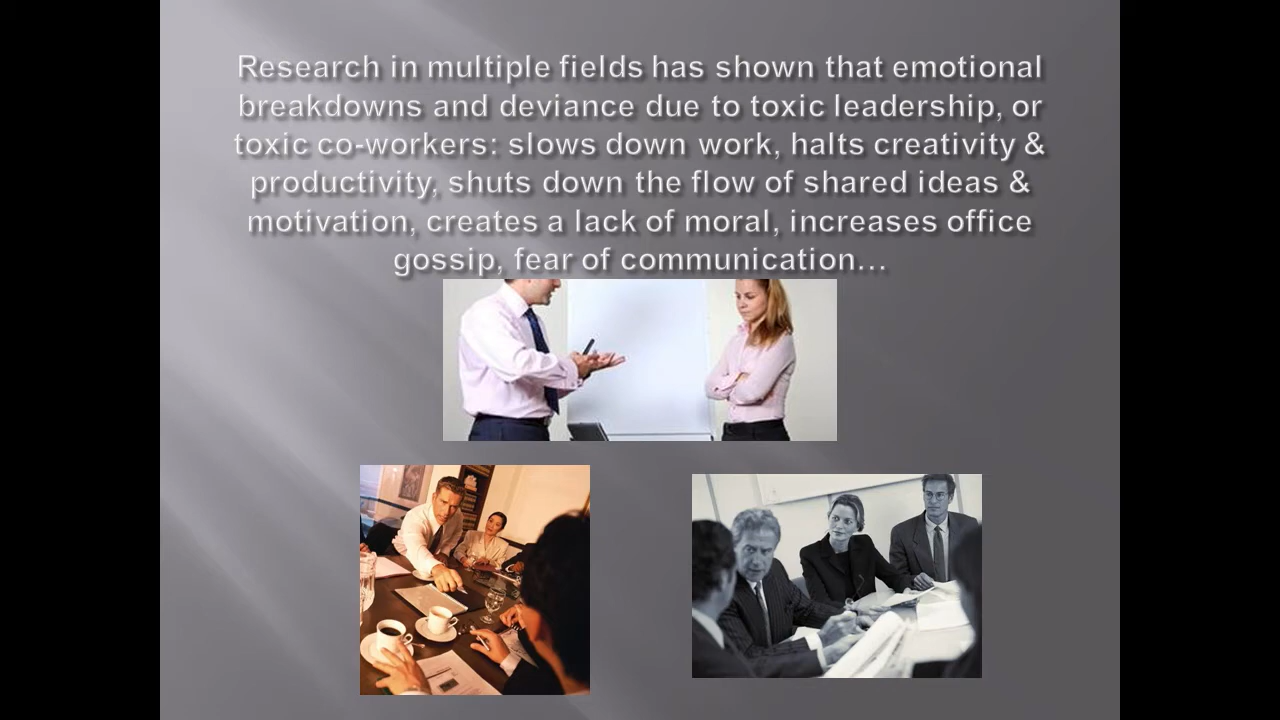 Research in multiple fields has shown that emotional
breakdowns and deviance due to toxic leadership, or
toxic co-workers: slows down work, halts creativity &
productivity, shuts down the flow of shared ideas &
motivation, creates a lack of moral, increases office
gossip, fear of communication…